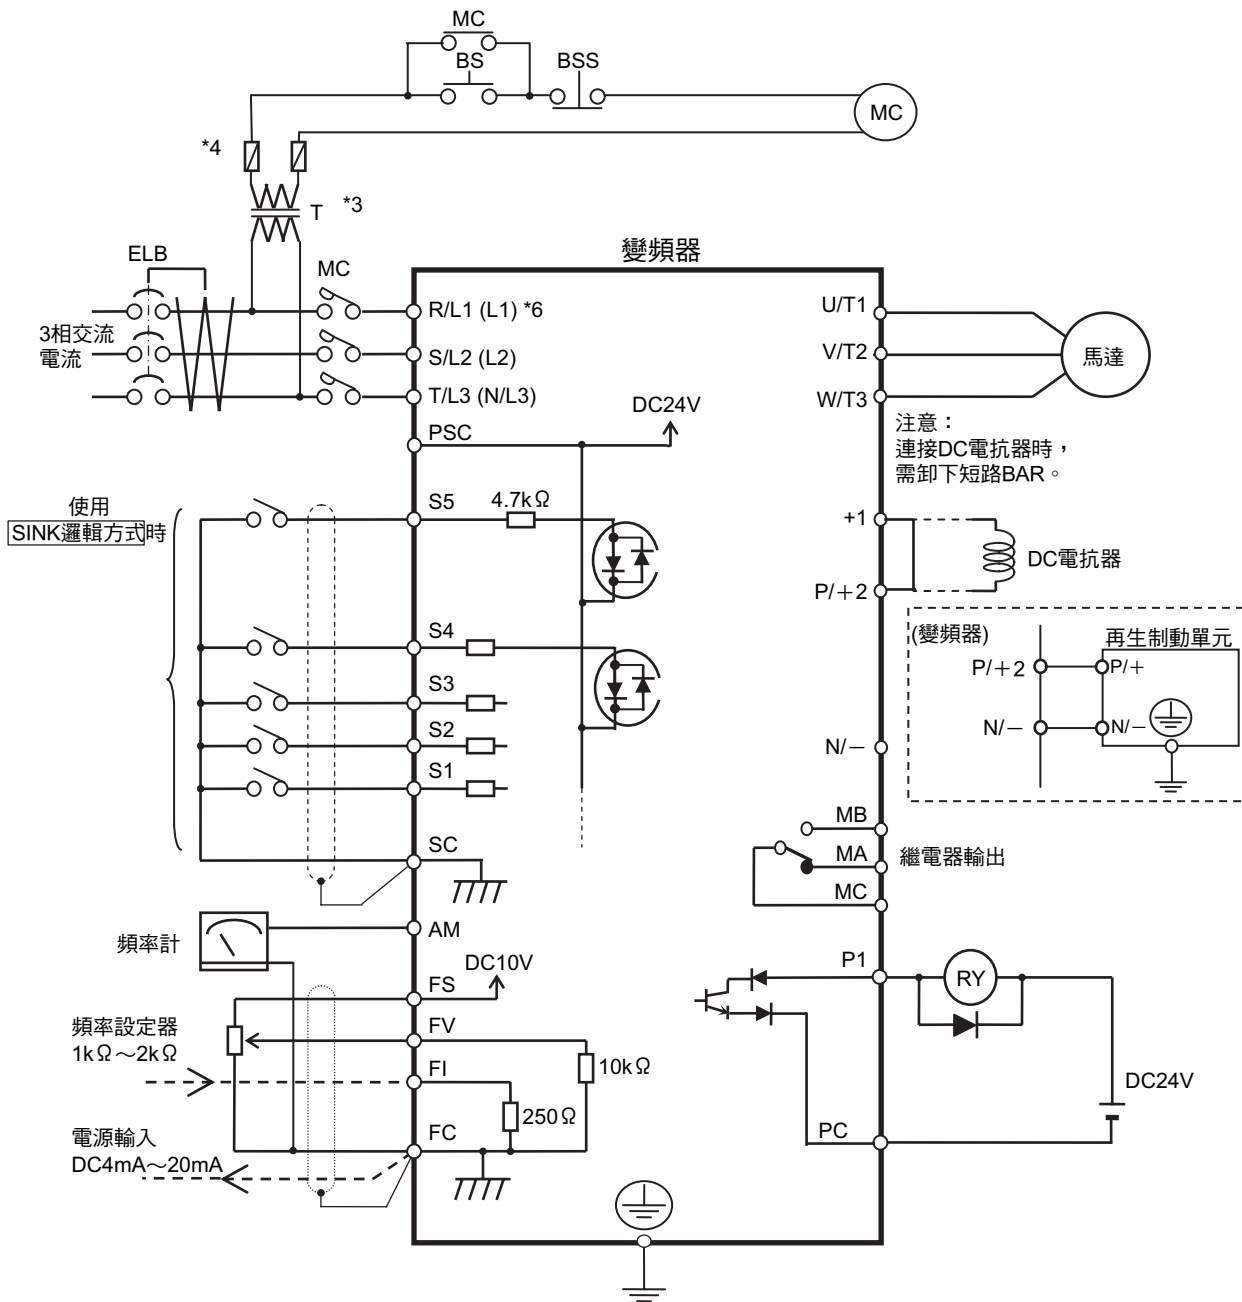 MC
BS
BSS
MC
*4
T
*3
ELB
MC
變頻器
3相交流
電流
R/L1 (L1) *6
S/L2 (L2)
T/L3 (N/L3)
U/T1
V/T2
W/T3
馬達
注意：
連接DC電抗器時，
需卸下短路BAR。
PSC
DC24V
使用
SINK邏輯方式時
S5
4.7kΩ
S4
S3
S2
S1
SC
+1
P/+2
DC電抗器
(變頻器)
再生制動單元
P/+2
P/+
N/－
N/－
N/－
MB
MA
MC
繼電器輸出
頻率計
AM
DC10V
FS
頻率設定器
1kΩ～2kΩ
FV
FI
10kΩ
250Ω
電源輸入
DC4mA～20mA
FC
P1
RY
DC24V
PC